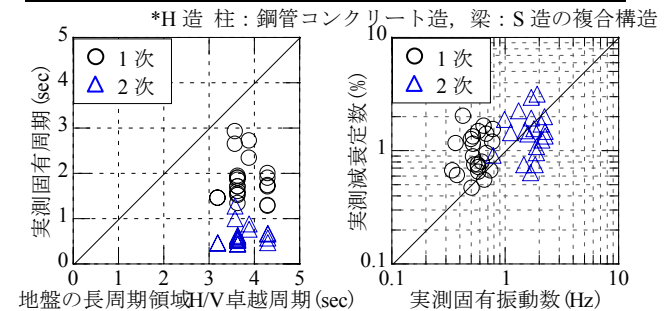 *H 造 柱：鋼管コンクリート造，梁：S 造の複合構造
5
4
3
2
1
0
実測固有周期(sec)
1 次
2 次
0 1 2 3 4 5
地盤の長周期領域H/V卓越周期(sec)
10
1
0.1
実測減衰定数(%)
1 次
2 次
0.1 1 10
実測固有振動数(Hz)